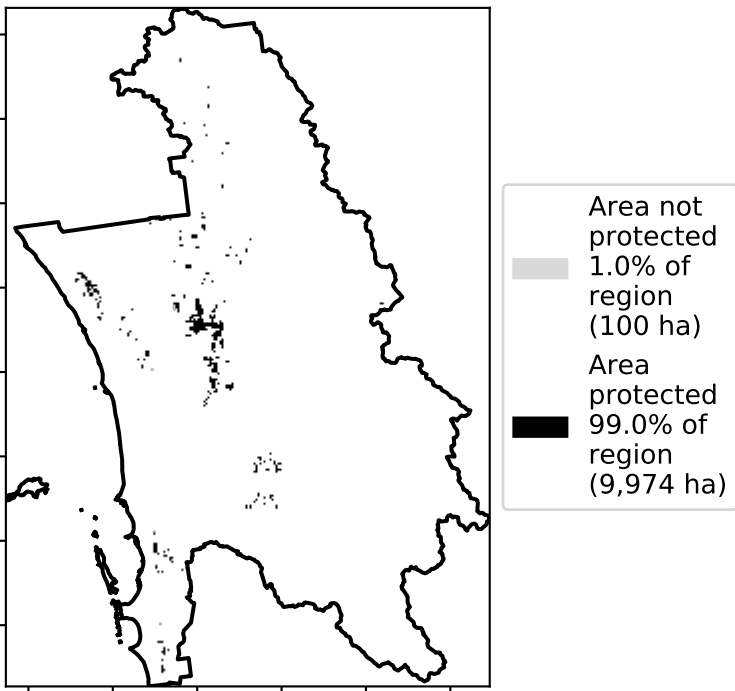 Area not
protected
1.0% of
region
(100 ha)
Area
protected
99.0% of
region
(9,974 ha)